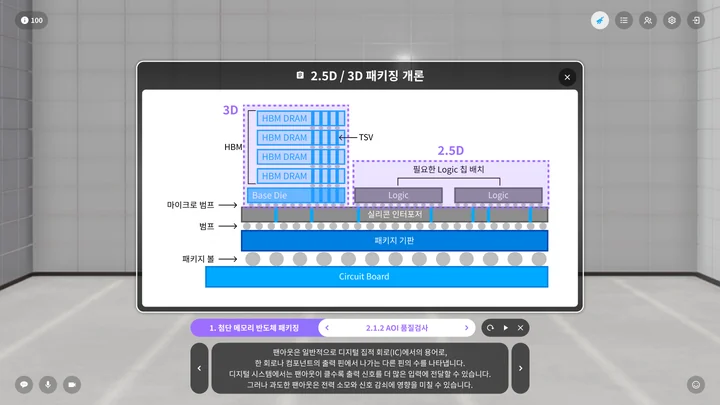 100
2.5D / 3D 패키징 개론
3D
HBM DRAM
HBM DRAM
HBM DRAM
HBM DRAM
HBM
TSV
Base Die
2.5D
필요한 Logic 칩 배치
Logic
Logic
마이크로 범프
실리콘 인터포저
범프
패키지 기판
패키지 볼
Circuit Board
1. 첨단 메모리 반도체 패키징
2.1.2 AOI 품질검사
팬아웃은 일반적으로 디지털 집적 회로(IC)에서의 용어로,
한 회로나 컴포넌트의 출력 핀에서 나가는 다른 핀의 수를 나타냅니다.
디지털 시스템에서는 팬아웃이 클수록 출력 신호를 더 많은 입력에 전달할 수 있습니다.
그러나 과도한 팬아웃은 전력 소모와 신호 감쇠에 영향을 미칠 수 있습니다.